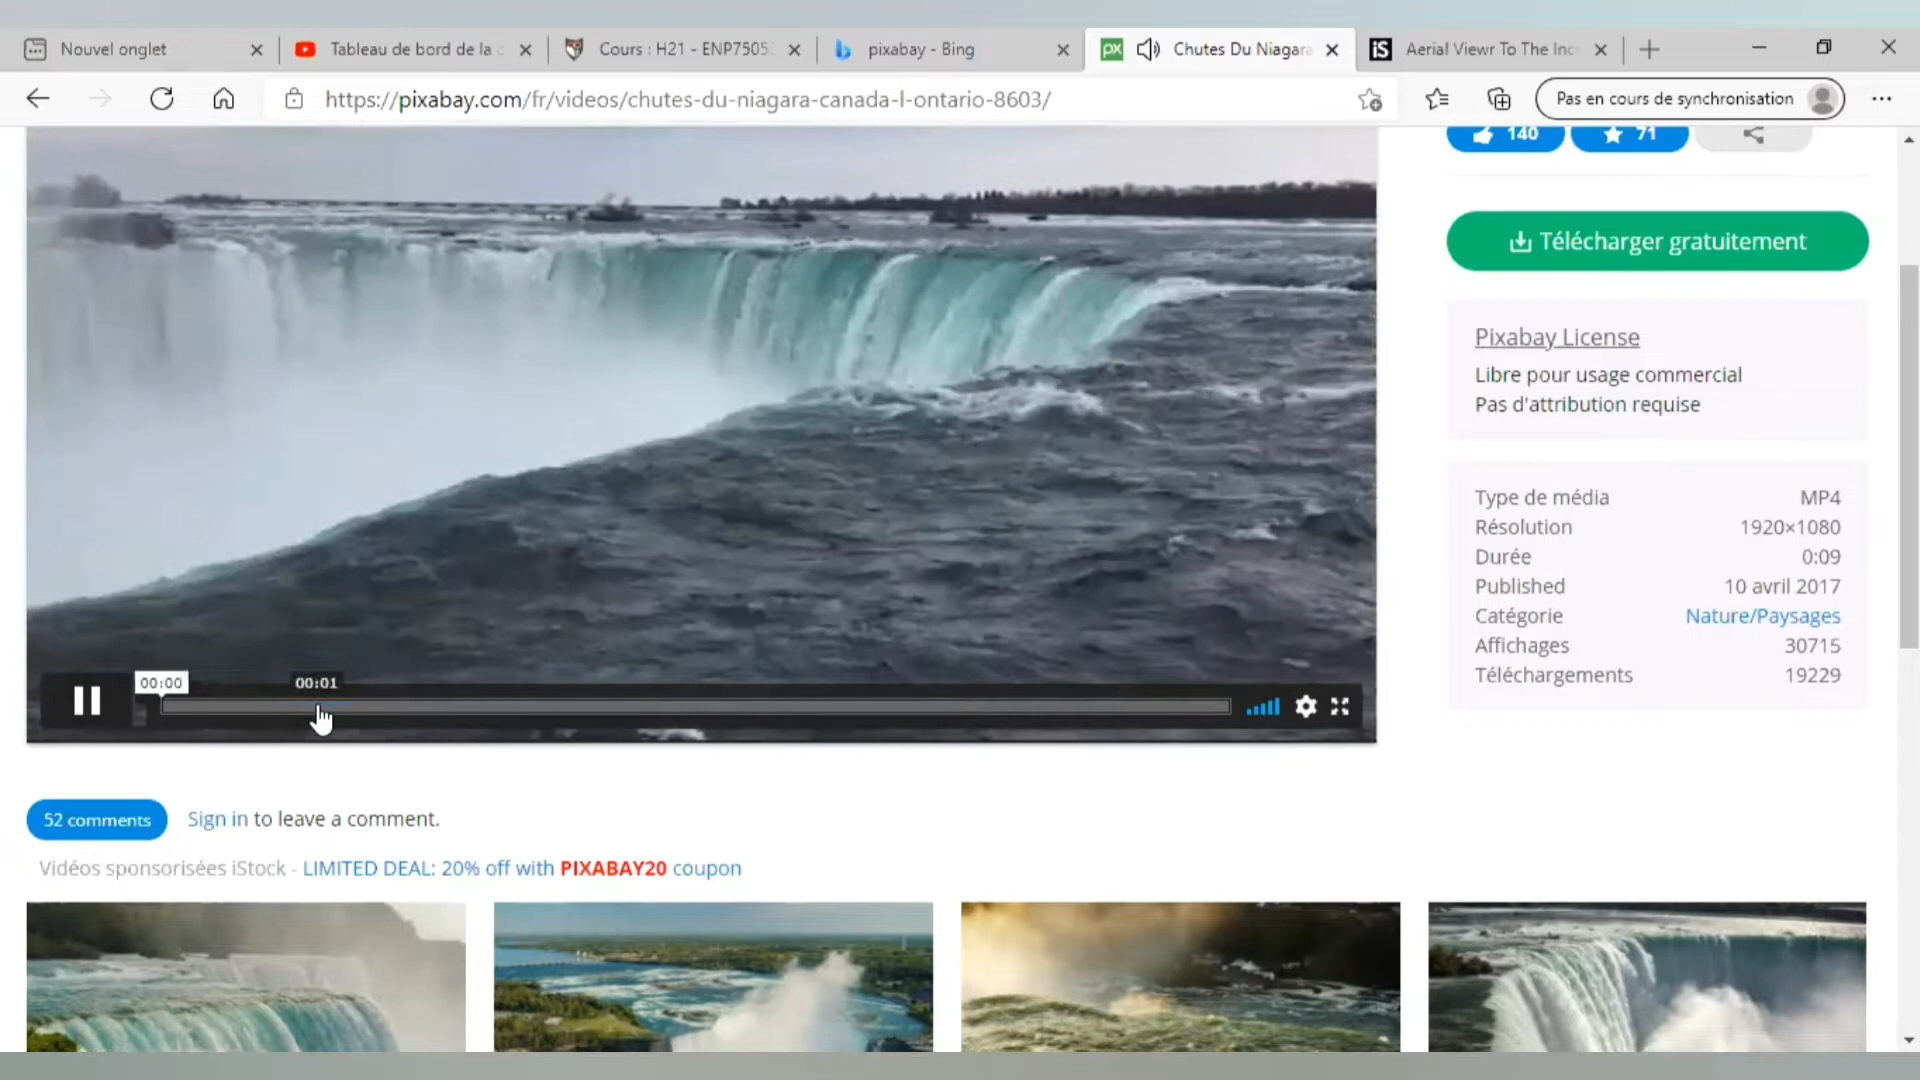 Nouvel onglet
Tableau de bord de la c
Cours : H21 - ENP7505
pixabay - Bing
px
Chutes Du Niagara
iS
Aerial Viewr To The Inc
https://pixabay.com/fr/videos/chutes-du-niagara-canada-l-ontario-8603/
Pas en cours de synchronisation
140
71
Télécharger gratuitement
Pixabay License
Libre pour usage commercial
Pas d'attribution requise
Type de média MP4
Résolution 1920×1080
Durée 0:09
Published 10 avril 2017
Catégorie Nature/Paysages
Affichages 30715
Téléchargements 19229
00:00
00:01
52 comments
Sign in to leave a comment.
Vidéos sponsorisées iStock - LIMITED DEAL: 20% off with PIXABAY20 coupon